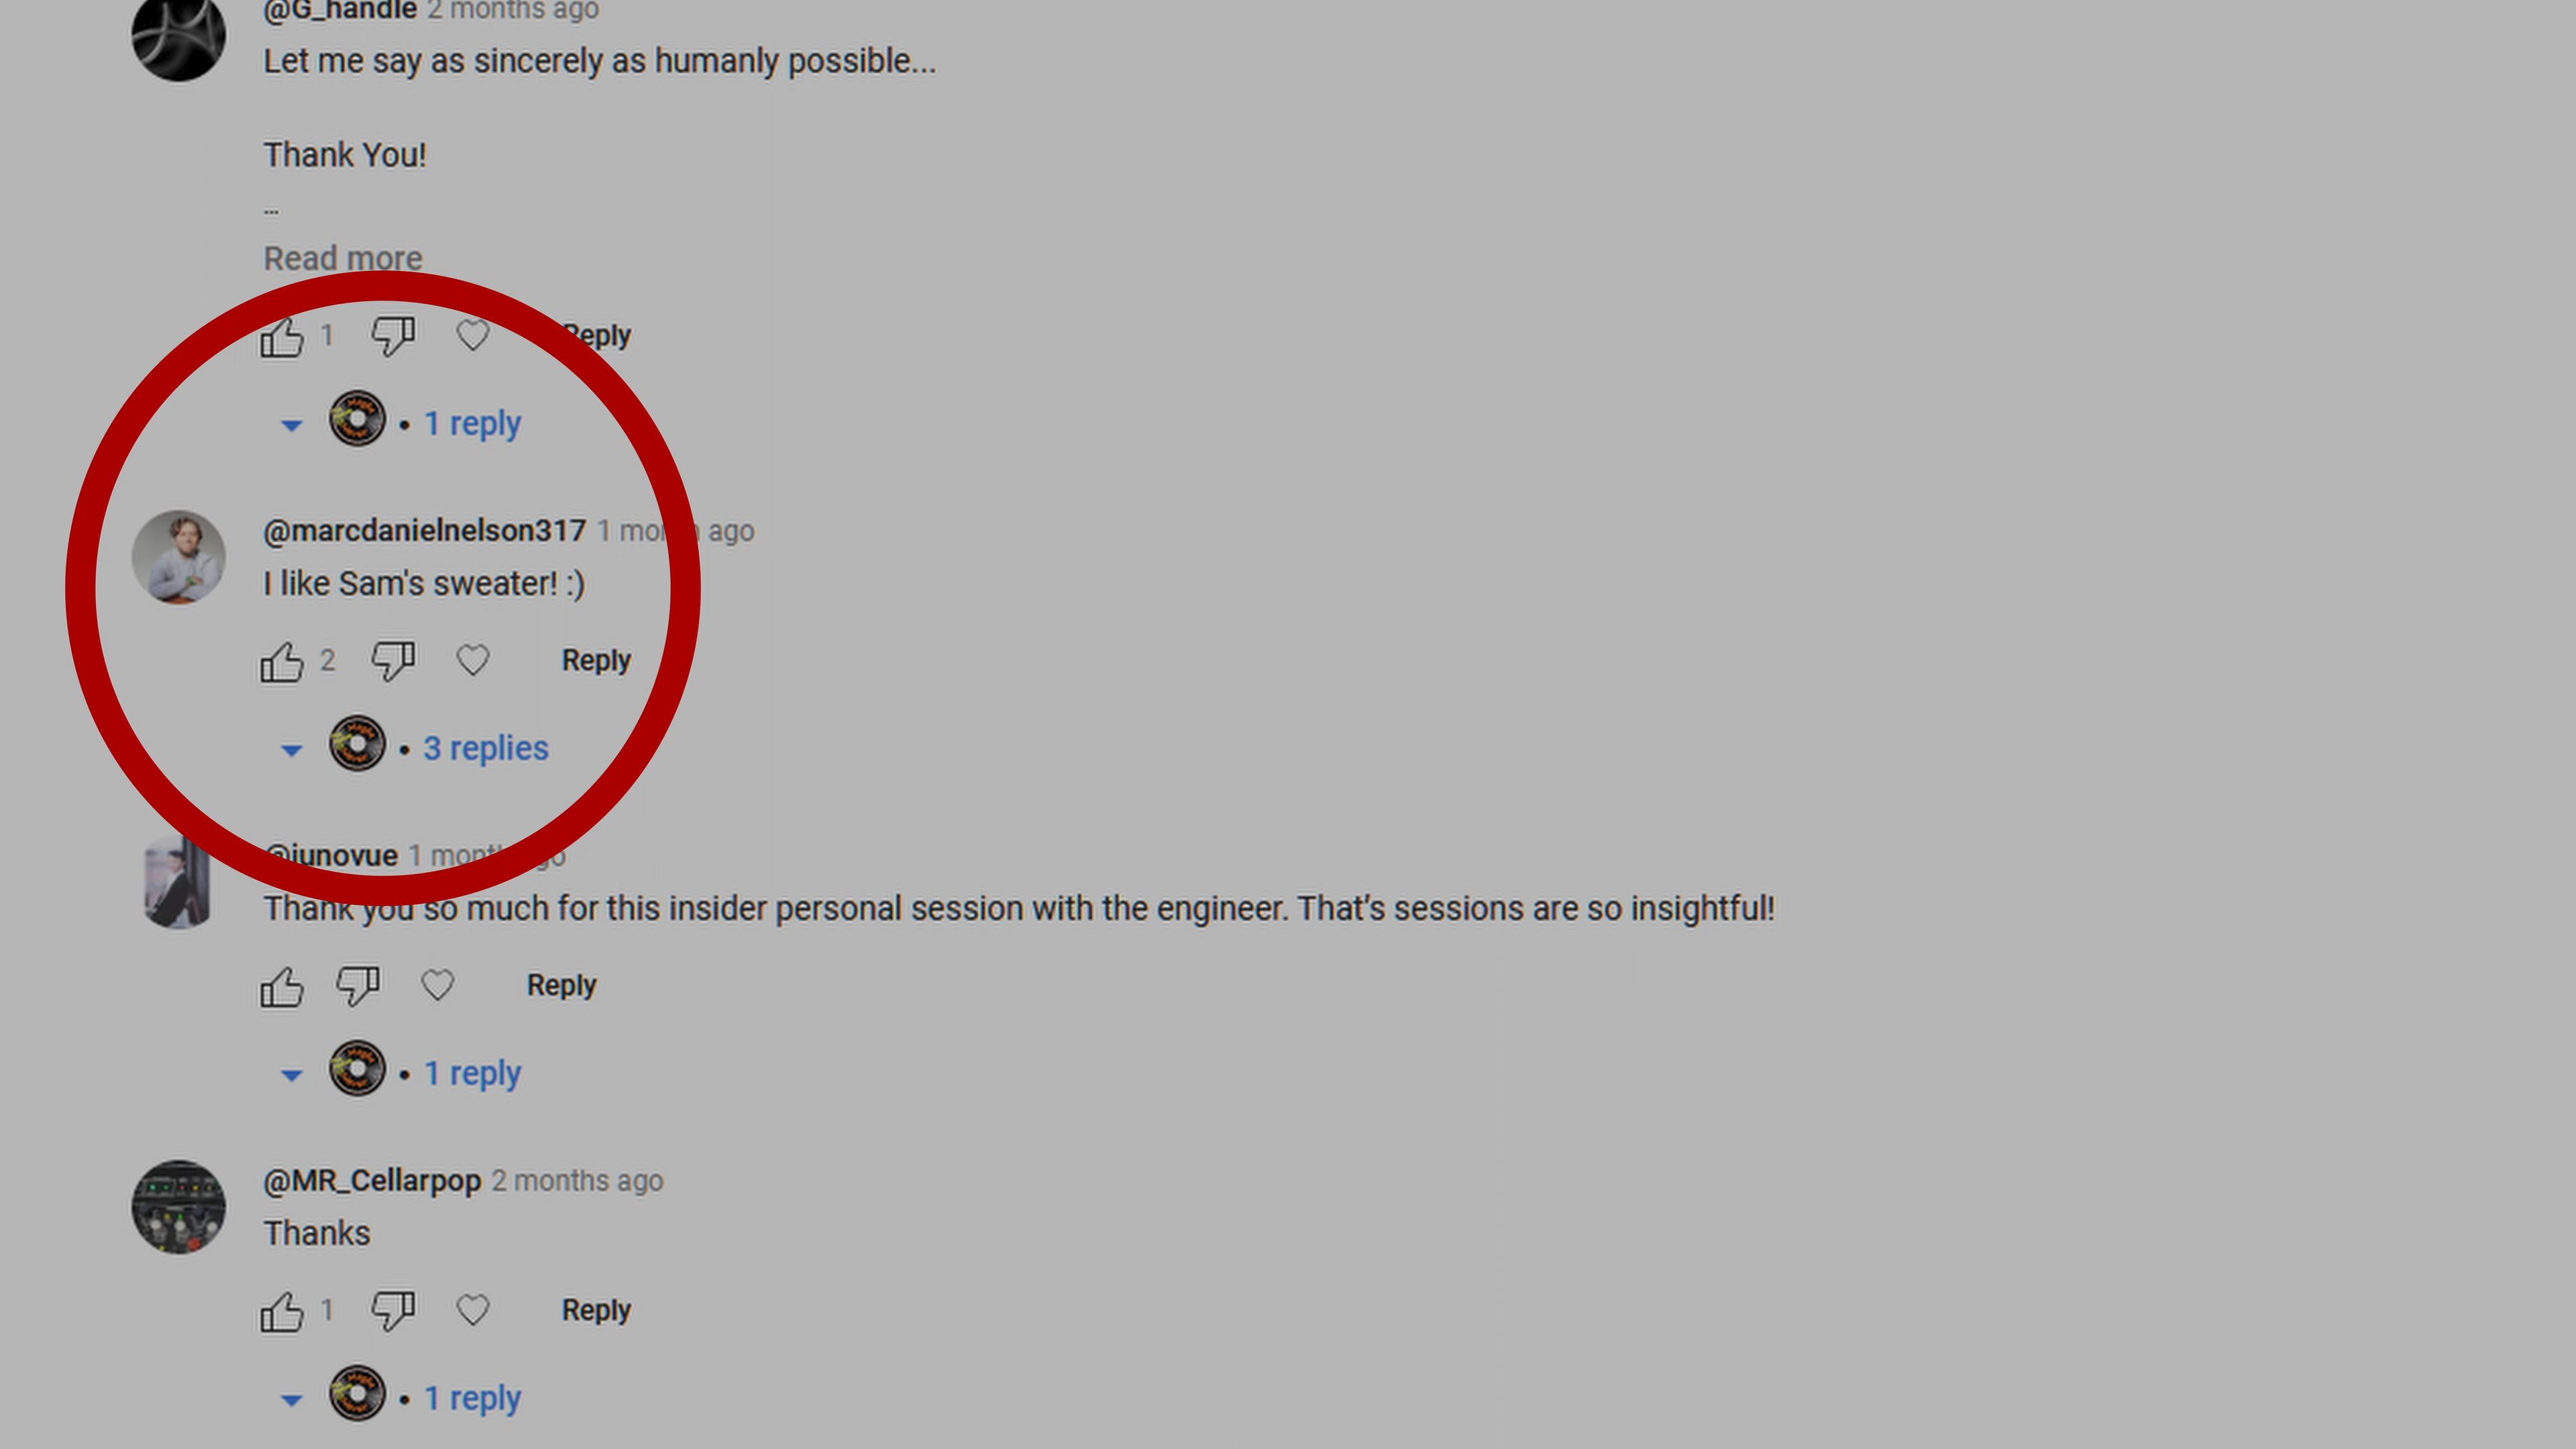 @G_handle 2 months ago
Let me say as sincerely as humanly possible...
Thank You!
...
Read more
1 Reply
• 1 reply
@marcdanielnelson317 1 month ago
I like Sam's sweater! :)
2 Reply
• 3 replies
@junovue 1 month ago
Thank you so much for this insider personal session with the engineer. That's sessions are so insightful!
Reply
• 1 reply
@MR_Cellarpop 2 months ago
Thanks
1 Reply
• 1 reply